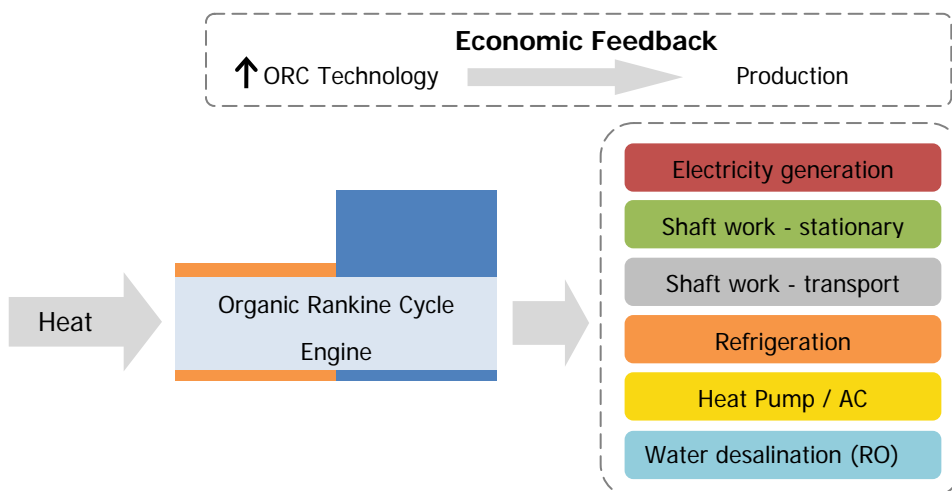 Economic Feedback
↑ ORC Technology
Production
Heat
Organic Rankine Cycle
Engine
Electricity generation
Shaft work - stationary
Shaft work - transport
Refrigeration
Heat Pump / AC
Water desalination (RO)